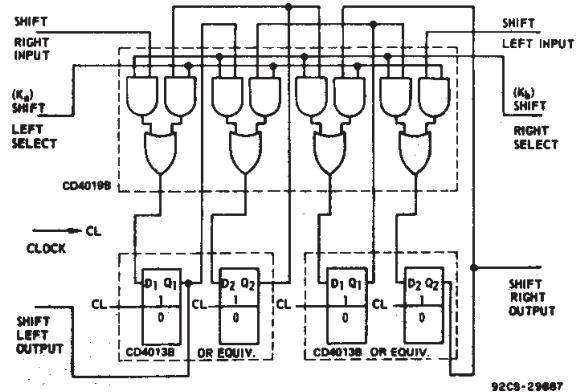 SHIFT
RIGHT
INPUT
SHIFT
LEFT INPUT
(Ka)
SHIFT
LEFT
SELECT
(Kb)
SHIFT
RIGHT
SELECT
CD4019B
CL
CLOCK
D1 Q1
1
0
D2 Q2
1
0
D1 Q1
1
0
D2 Q2
1
0
CL
CL
CL
CL
SHIFT
LEFT
OUTPUT
SHIFT
RIGHT
OUTPUT
CD4013B OR EQUIV.
CD4013B OR EQUIV.
92CS-29887